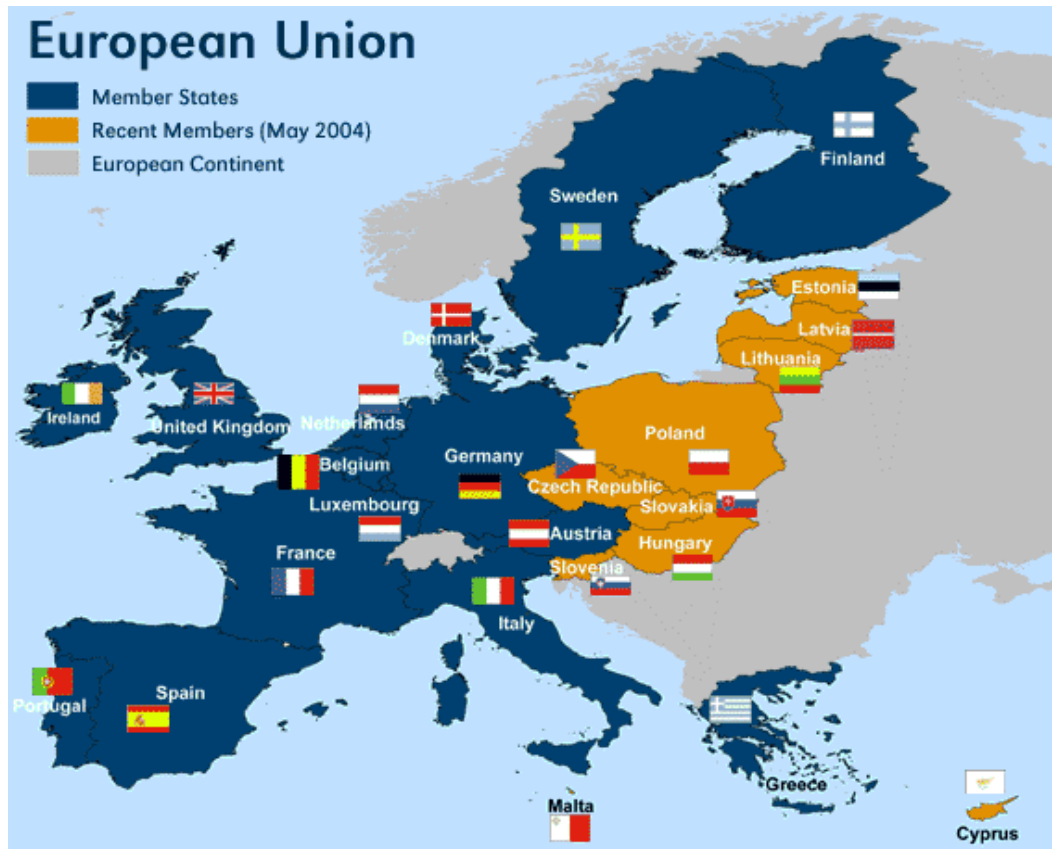 European Union
Member States
Recent Members (May 2004)
European Continent
Finland
Sweden
Estonia
Latvia
Denmark
Lithuania
Ireland
United Kingdom
Netherlands
Poland
Germany
Belgium
Czech Republic
Luxembourg
Slovakia
Austria
Hungary
France
Slovenia
Italy
Spain
Portugal
Greece
Malta
Cyprus